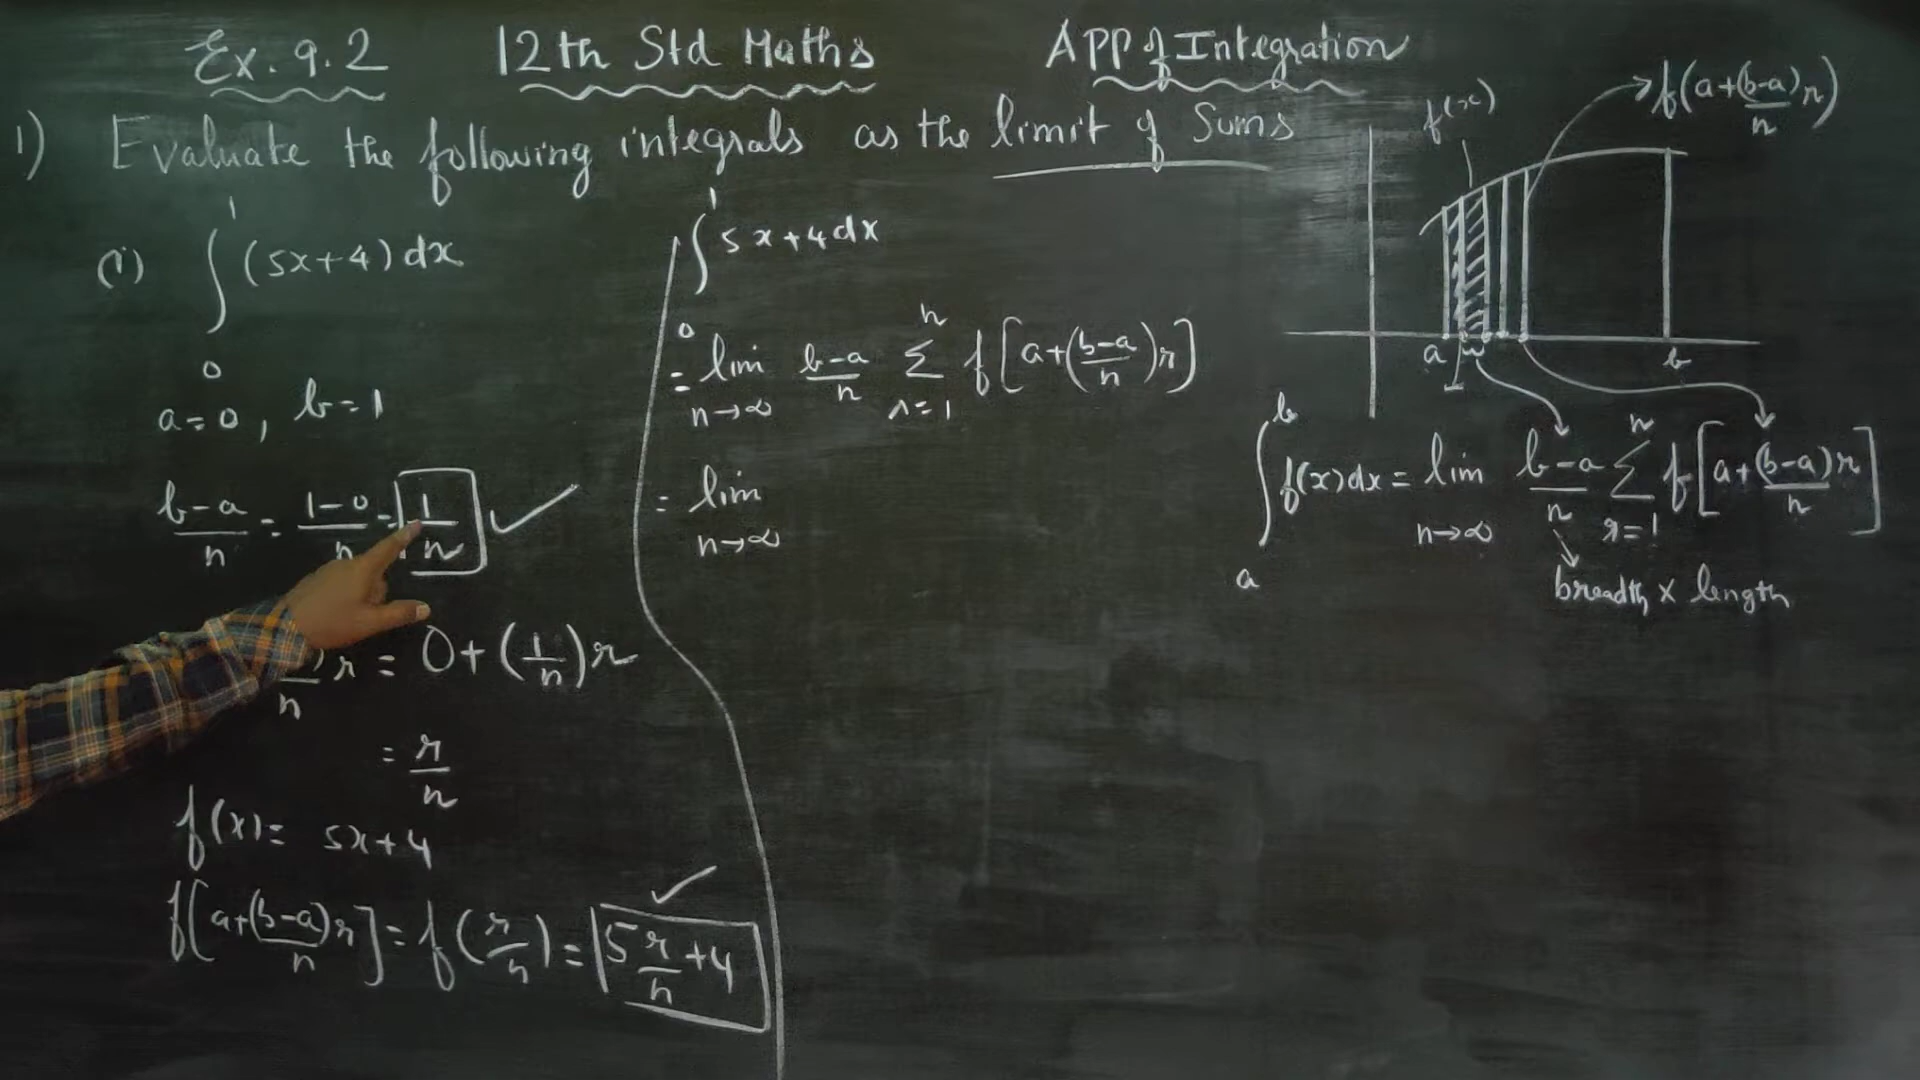 Ex. 9.2 12th Std Maths APP of Integration
1) Evaluate the following integrals as the limit of Sums
(i) ∫₀¹ (5x+4) dx
a=0, b=1
b-a/n = 1-0/n = 1/n ✓
)/n r = 0+(1/n)r
= r/n
f(x) = 5x+4
f[a+(b-a)/n r] = f(r/n) = 5 r/n +4 ✓
∫₀¹ 5x+4dx
= lim n→∞ b-a/n Σ r=1 n f[a+(b-a/n)r]
= lim n→∞
f(x)
f(a+(b-a)/n r)
a b
∫ₐᵇ f(x)dx = lim n→∞ b-a/n Σ r=1 n f[a+(b-a)r/n]
breadth × length